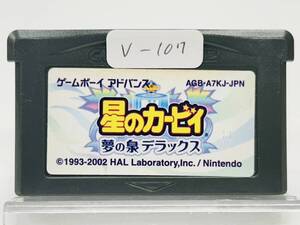 V-107
ゲームボーイ アドバンス AGB-A7KJ-JPN
星のカービィ
夢の泉デラックス
©1993-2002 HAL Laboratory,Inc. / Nintendo